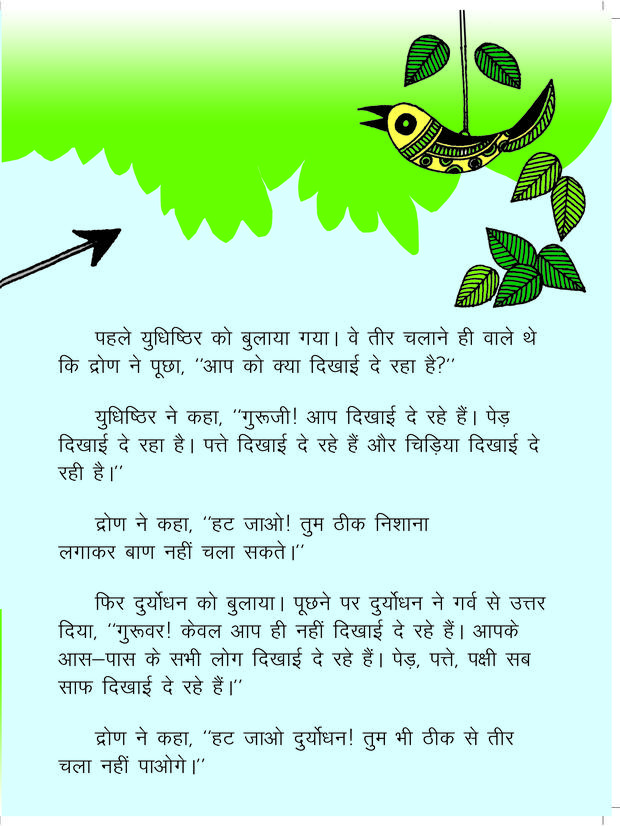 पहले युधिष्ठिर को बुलाया गया। वे तीर चलाने ही वाले थे
कि द्रोण ने पूछा, ‘‘आप को क्या दिखाई दे रहा है?’’
युधिष्ठिर ने कहा, ‘‘गुरूजी! आप दिखाई दे रहे हैं। पेड़
दिखाई दे रहा है। पत्ते दिखाई दे रहे हैं और चिड़िया दिखाई दे
रही है।’’
द्रोण ने कहा, ‘‘हट जाओ! तुम ठीक निशाना
लगाकर बाण नहीं चला सकते।’’
फिर दुर्योधन को बुलाया। पूछने पर दुर्योधन ने गर्व से उत्तर
दिया, ‘‘गुरूवर! केवल आप ही नहीं दिखाई दे रहे हैं। आपके
आस–पास के सभी लोग दिखाई दे रहे हैं। पेड़, पत्ते, पक्षी सब
साफ दिखाई दे रहे हैं।’’
द्रोण ने कहा, ‘‘हट जाओ दुर्योधन! तुम भी ठीक से तीर
चला नहीं पाओगे।’’